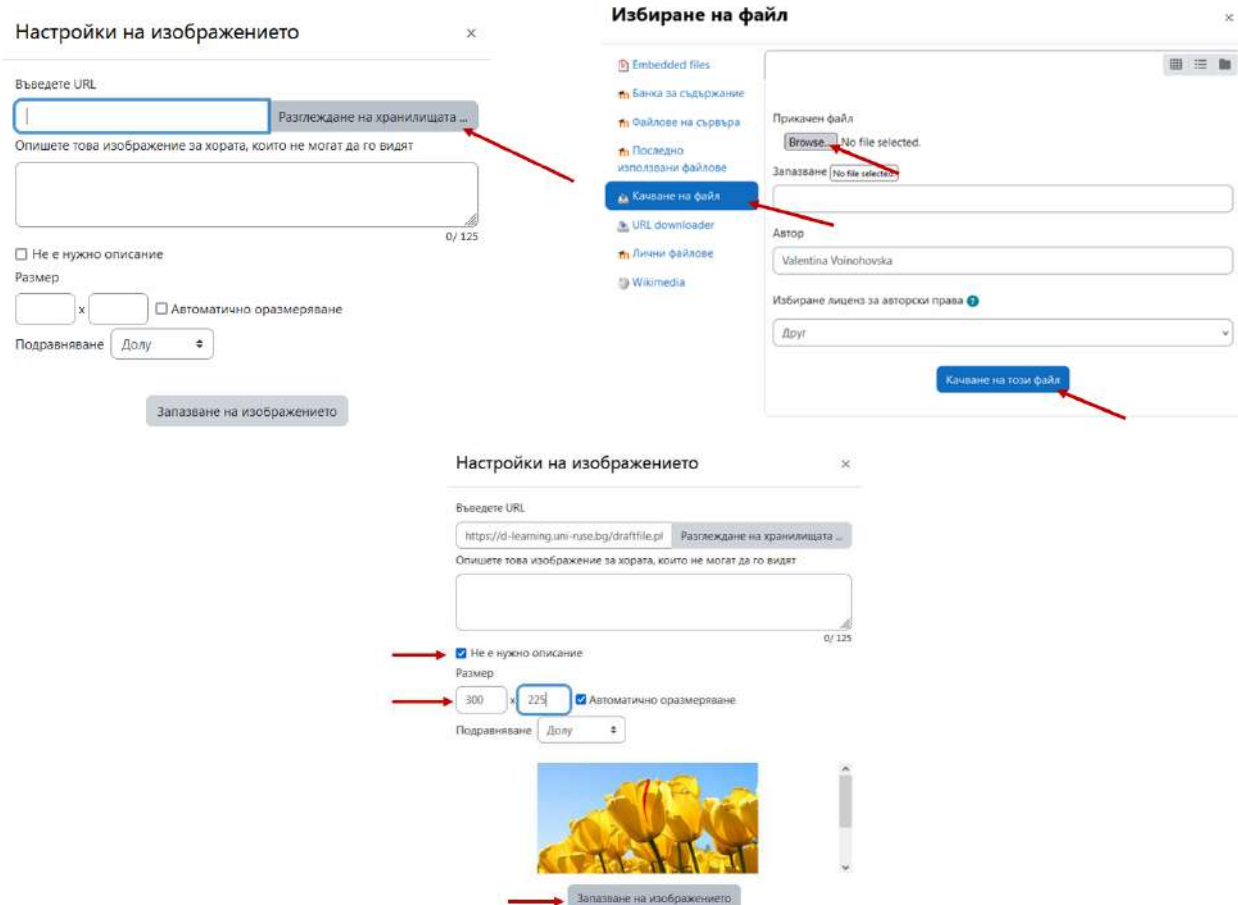 Настройки на изображението
×
Въведете URL
Разглеждане на хранилищата ...
Опишете това изображение за хората, които не могат да го видят
0/ 125
Не е нужно описание
Размер
x
Автоматично оразмеряване
Подравняване Долу
Запазване на изображението
Избиране на файл
×
Embedded files
Банка за съдържание
Файлове на сървъра
Последно
използвани файлове
Качване на файл
URL downloader
Лични файлове
Wikimedia
Прикачен файл
Browse... No file selected.
Запазване No file selected.
Автор
Valentina Voinohovska
Избиране лиценз за авторски права ?
Друг
Качване на този файл
Настройки на изображението
×
Въведете URL
https://d-learning.uni-ruse.bg/draftfile.pl Разглеждане на хранилищата ...
Опишете това изображение за хората, които не могат да го видят
0/ 125
Не е нужно описание
Размер
300 x 225 Автоматично оразмеряване
Подравняване Долу
Запазване на изображението